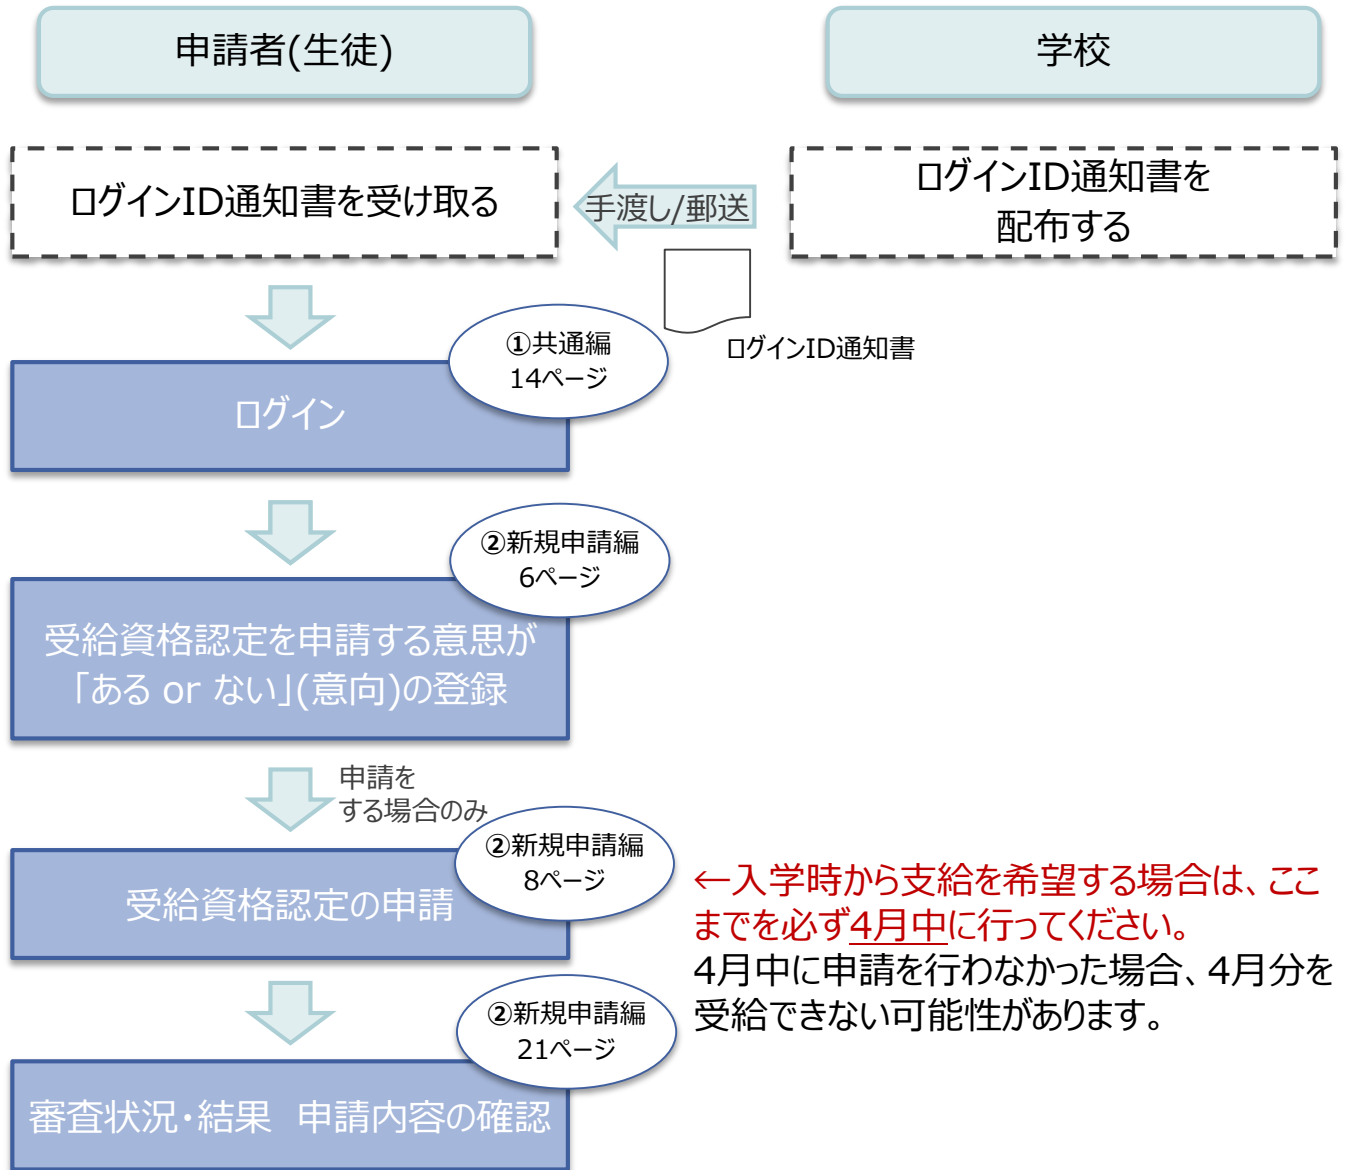 申請者(生徒)
学校
ログインID通知書を受け取る
手渡し/郵送
ログインID通知書を
配布する
ログインID通知書
①共通編
14ページ
ログイン
②新規申請編
6ページ
受給資格認定を申請する意思が
「ある or ない」(意向)の登録
申請を
する場合のみ
②新規申請編
8ページ
受給資格認定の申請
←入学時から支給を希望する場合は、ここ
までを必ず4月中に行ってください。
4月中に申請を行わなかった場合、4月分を
受給できない可能性があります。
②新規申請編
21ページ
審査状況・結果　申請内容の確認